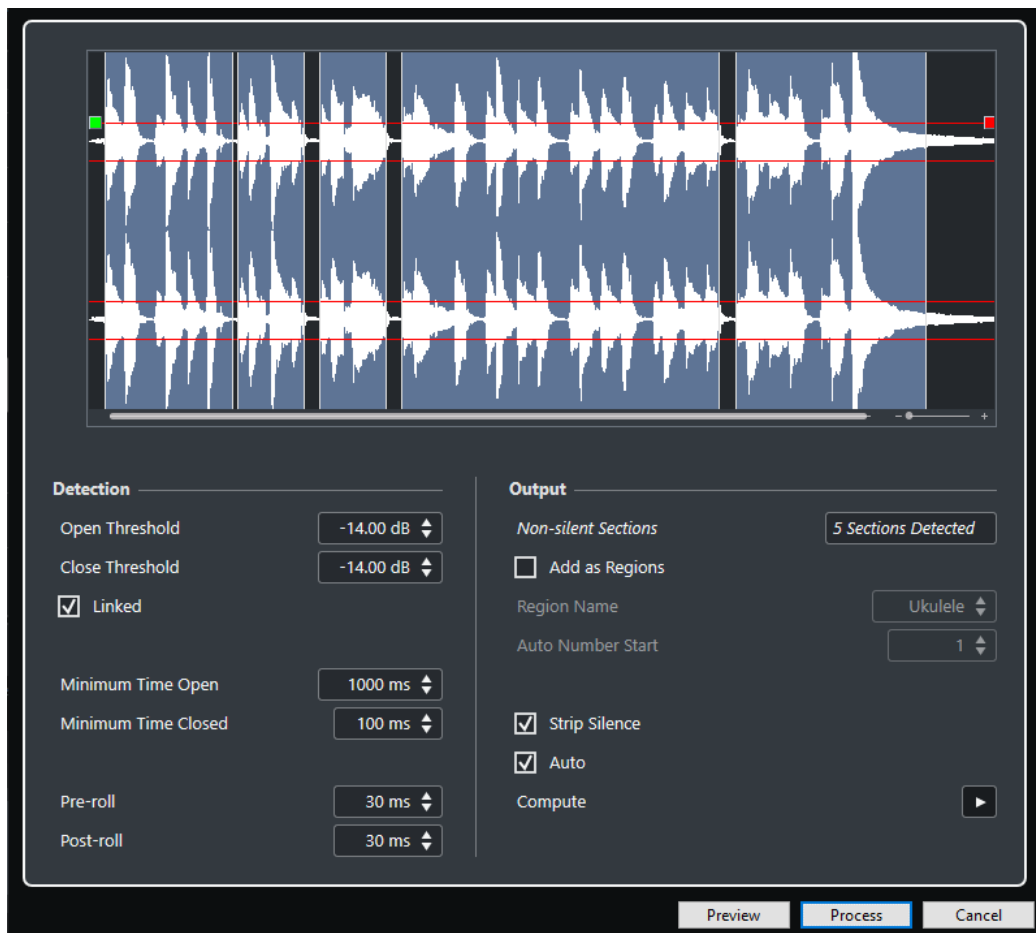 Detection
Open Threshold -14.00 dB
Close Threshold -14.00 dB
Linked
Minimum Time Open 1000 ms
Minimum Time Closed 100 ms
Pre-roll 30 ms
Post-roll 30 ms
Output
Non-silent Sections 5 Sections Detected
Add as Regions
Region Name Ukulele
Auto Number Start 1
Strip Silence
Auto
Compute
Preview Process Cancel